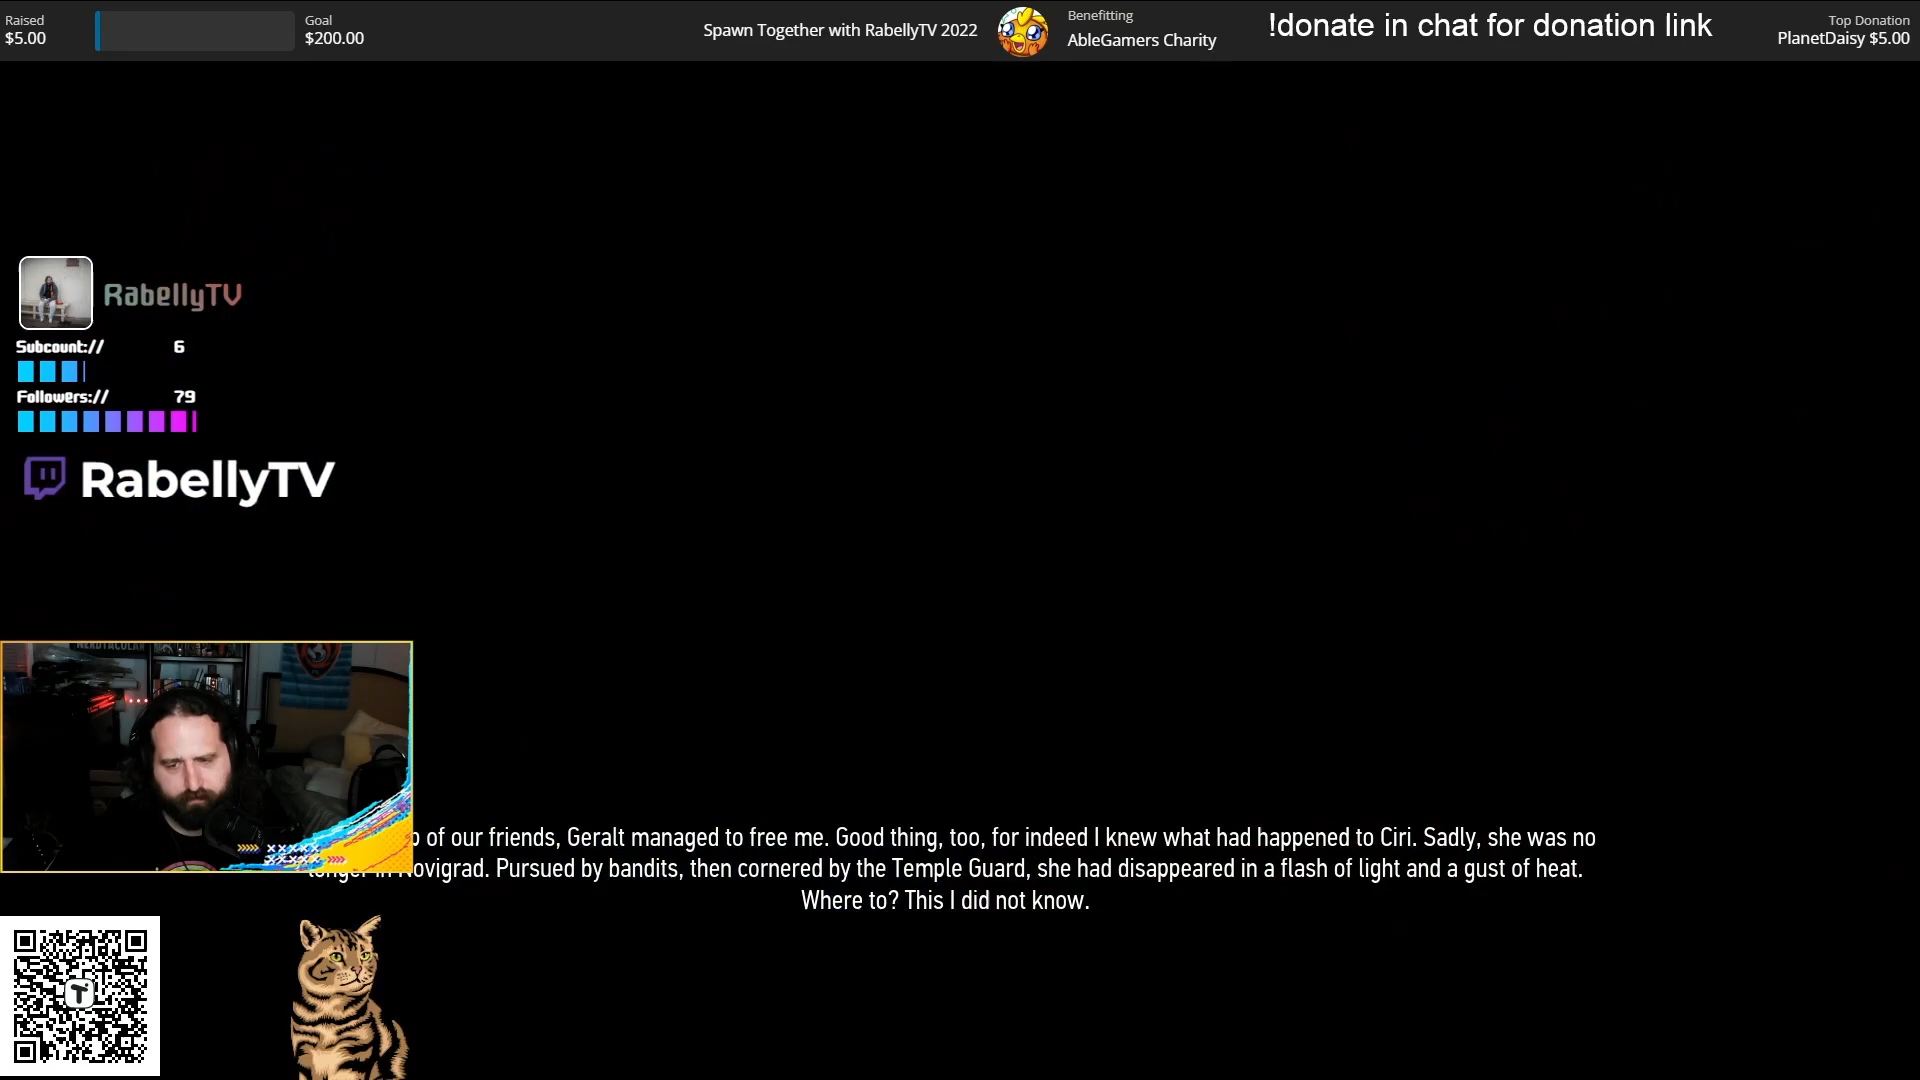 Raised
$5.00
Goal
$200.00
Spawn Together with RabellyTV 2022
Benefitting
AbleGamers Charity
!donate in chat for donation link
Top Donation
PlanetDaisy $5.00
RabellyTV
Subcount:// 6
Followers:// 79
RabellyTV
NERDTACULAR
of our friends, Geralt managed to free me. Good thing, too, for indeed I knew what had happened to Ciri. Sadly, she was no
longer in Novigrad. Pursued by bandits, then cornered by the Temple Guard, she had disappeared in a flash of light and a gust of heat.
Where to? This I did not know.
T